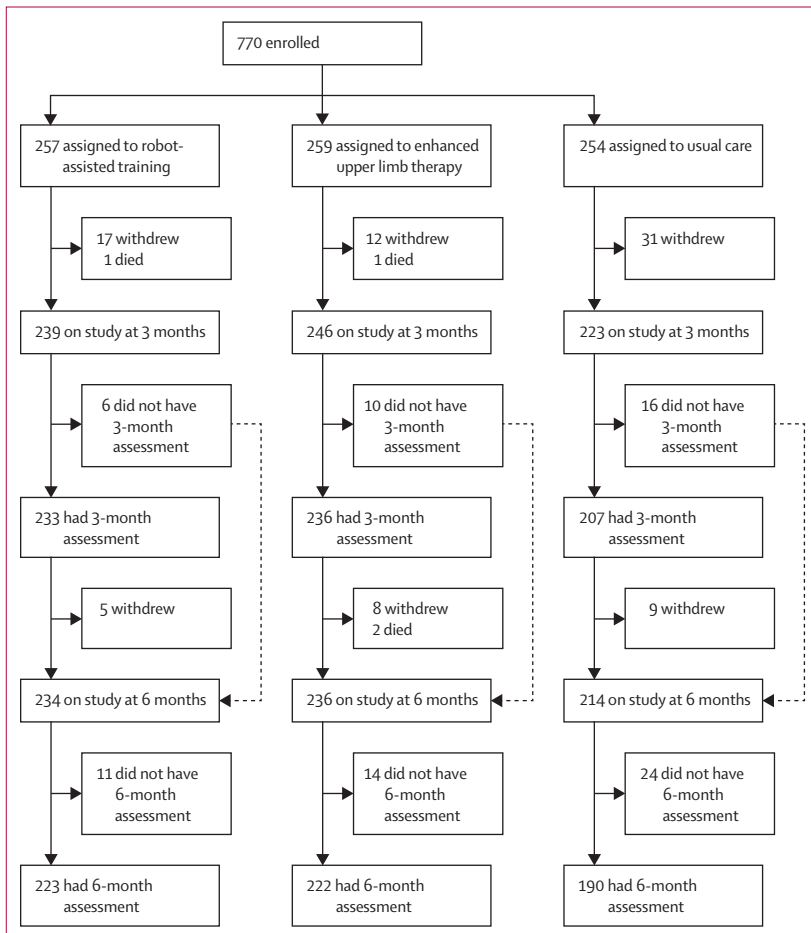 770 enrolled
257 assigned to robot-
assisted training
259 assigned to enhanced
upper limb therapy
254 assigned to usual care
17 withdrew
1 died
12 withdrew
1 died
31 withdrew
239 on study at 3 months
246 on study at 3 months
223 on study at 3 months
6 did not have
3-month
assessment
10 did not have
3-month
assessment
16 did not have
3-month
assessment
233 had 3-month
assessment
236 had 3-month
assessment
207 had 3-month
assessment
5 withdrew
8 withdrew
2 died
9 withdrew
234 on study at 6 months
236 on study at 6 months
214 on study at 6 months
11 did not have
6-month
assessment
14 did not have
6-month
assessment
24 did not have
6-month
assessment
223 had 6-month
assessment
222 had 6-month
assessment
190 had 6-month
assessment